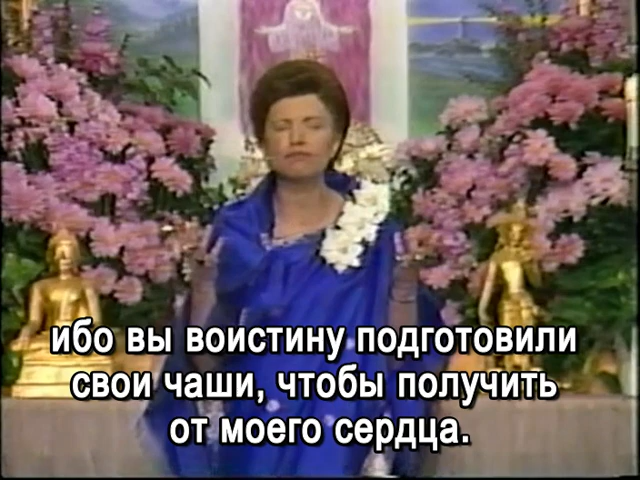 ибо вы воистину подготовили
свои чаши, чтобы получить
от моего сердца.